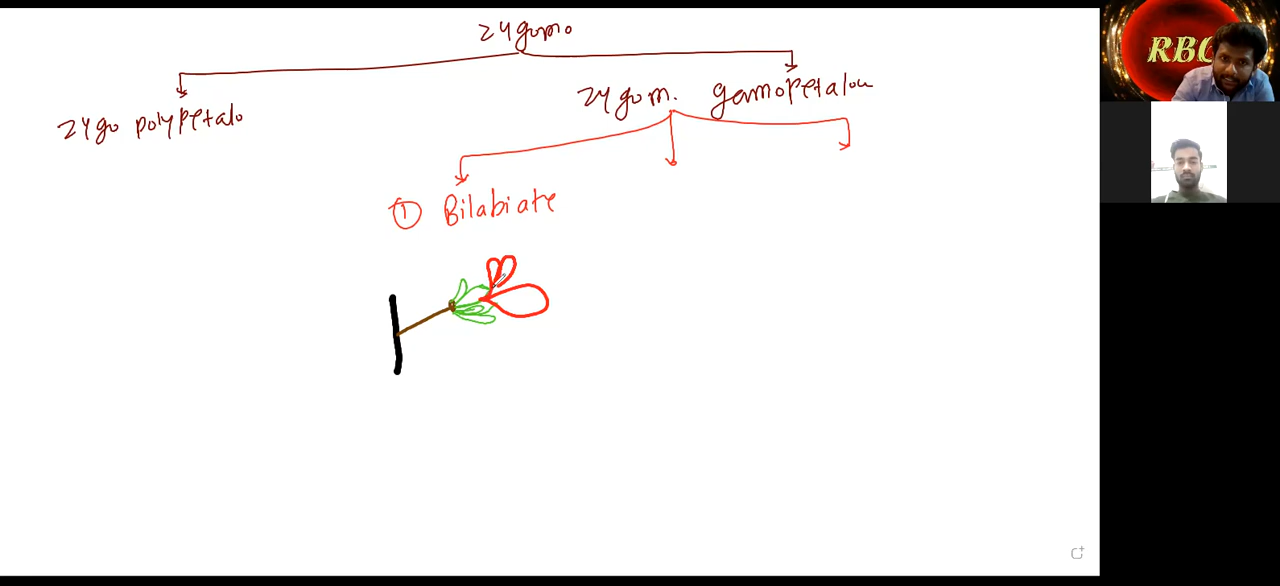 zygomo
zygom. gamopetalou
zygo polypetalo
① Bilabiate
RBC